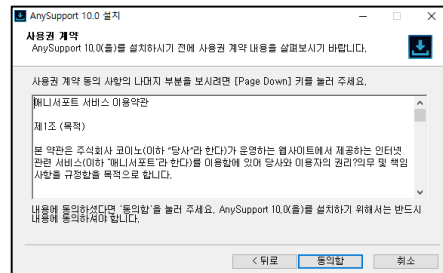 AnySupport 10.0 설치
사용권 계약
AnySupport 10.0(을)를 설치하시기 전에 사용권 계약 내용을 살펴보시기 바랍니다.
사용권 계약 동의 사항의 나머지 부분을 보시려면 [Page Down] 키를 눌러 주세요.
애니서포트 서비스 이용약관
제1조 (목적)
본 약관은 주식회사 코이노(이하 "당사"라 한다)가 운영하는 웹사이트에서 제공하는 인터넷
관련 서비스(이하 "애니서포트"라 한다)를 이용함에 있어 당사와 이용자의 권리?의무 및 책임
사항을 규정함을 목적으로 합니다.
내용에 동의하셨다면 '동의함'을 눌러 주세요. AnySupport 10.0(을)를 설치하기 위해서는 반드시
내용에 동의하셔야 합니다.
< 뒤로 동의함 취소